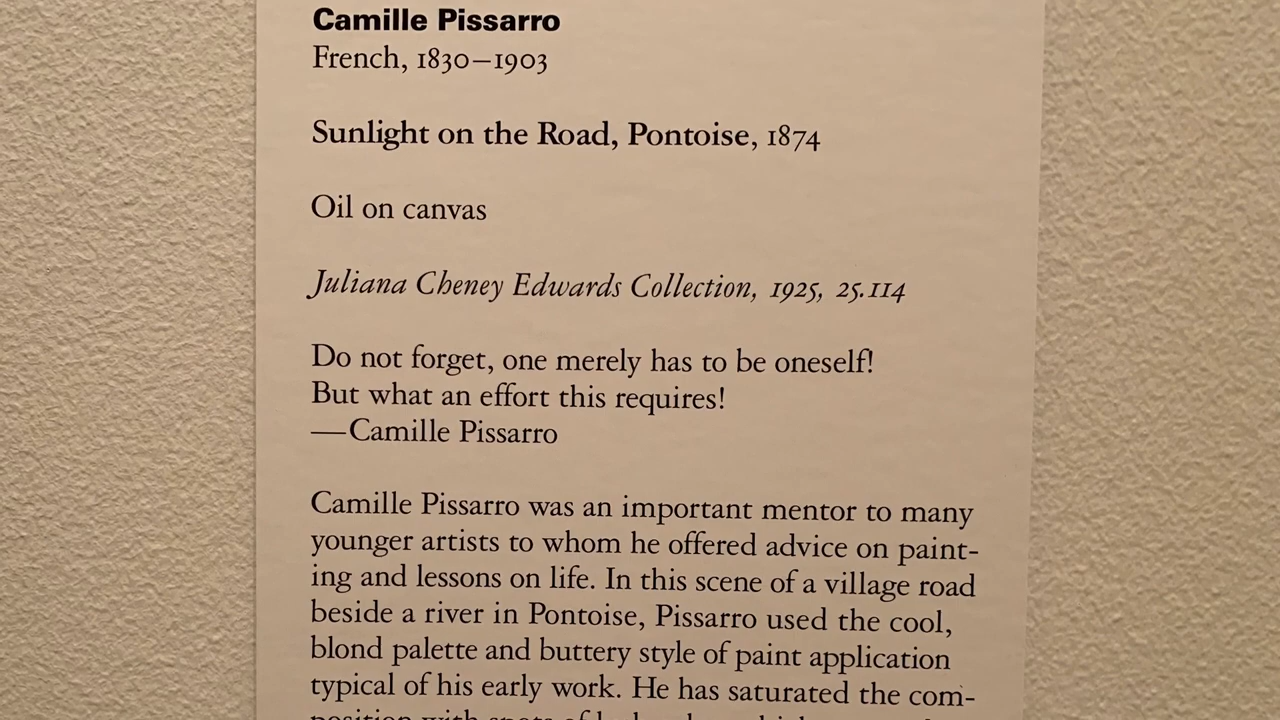 Camille Pissarro
French, 1830–1903
Sunlight on the Road, Pontoise, 1874
Oil on canvas
Juliana Cheney Edwards Collection, 1925, 25.114
Do not forget, one merely has to be oneself!
But what an effort this requires!
—Camille Pissarro
Camille Pissarro was an important mentor to many
younger artists to whom he offered advice on paint-
ing and lessons on life. In this scene of a village road
beside a river in Pontoise, Pissarro used the cool,
blond palette and buttery style of paint application
typical of his early work. He has saturated the com-
position with spots of